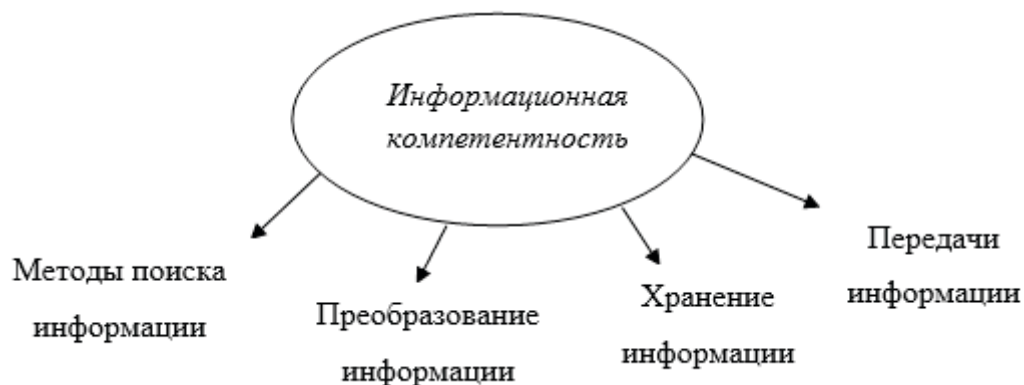 Информационная
компетентность
Методы поиска
информации
Преобразование
информации
Хранение
информации
Передачи
информации